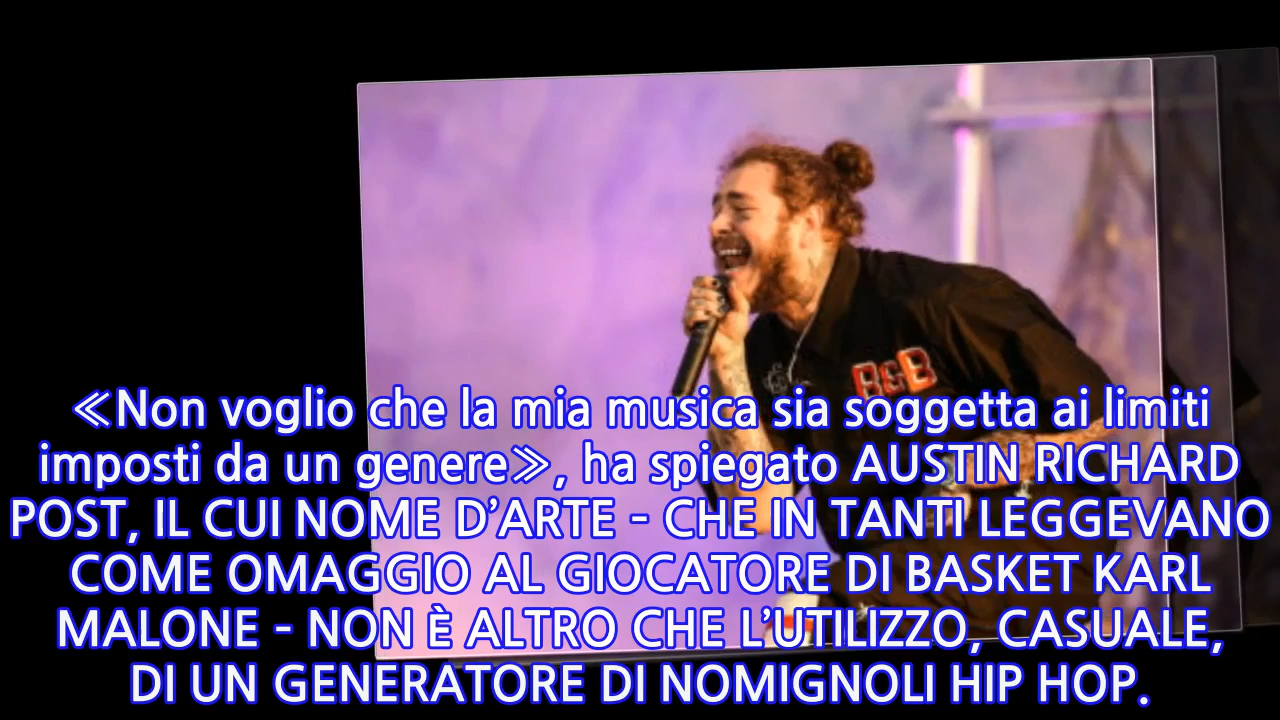 B&B
≪Non voglio che la mia musica sia soggetta ai limiti
imposti da un genere≫, ha spiegato AUSTIN RICHARD
POST, IL CUI NOME D’ARTE - CHE IN TANTI LEGGEVANO
COME OMAGGIO AL GIOCATORE DI BASKET KARL
MALONE - NON È ALTRO CHE L’UTILIZZO, CASUALE,
DI UN GENERATORE DI NOMIGNOLI HIP HOP.